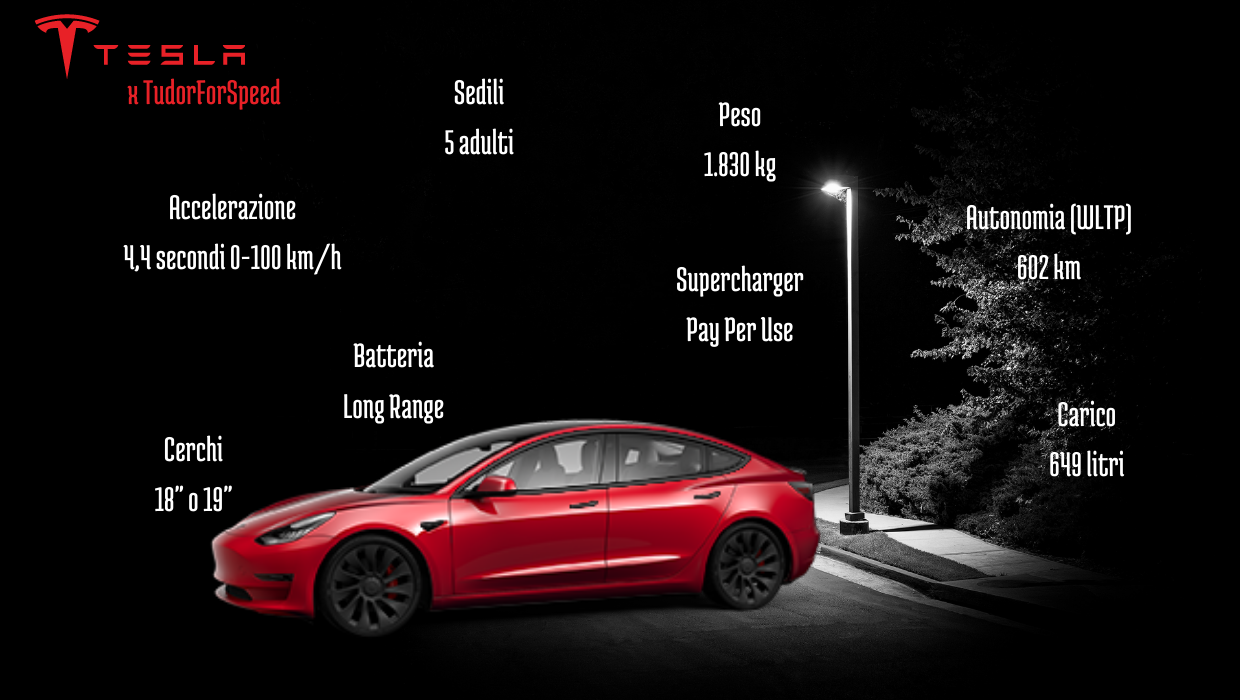 TESLA
x TudorForSpeed
Sedili
5 adulti
Peso
1.830 kg
Accelerazione
4,4 secondi 0-100 km/h
Autonomia (WLTP)
602 km
Supercharger
Pay Per Use
Batteria
Long Range
Carico
649 litri
Cerchi
18” o 19”